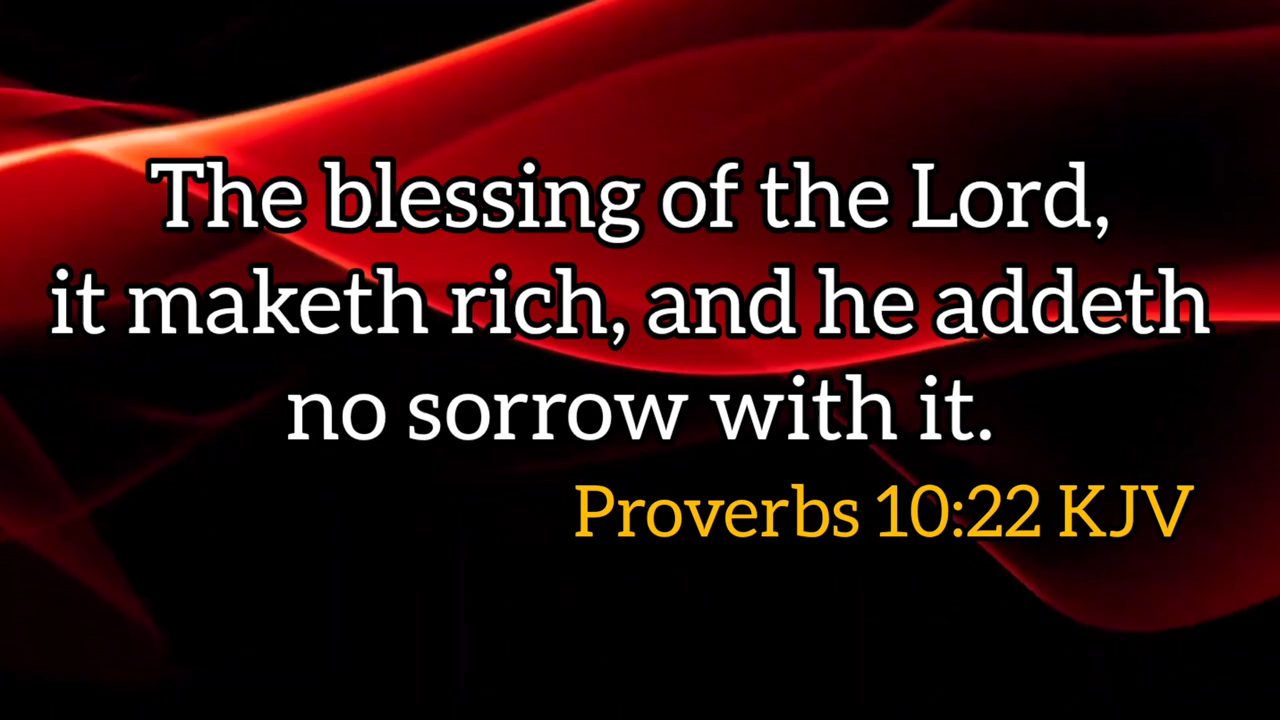 The blessing of the Lord,
it maketh rich, and he addeth
no sorrow with it.
Proverbs 10:22 KJV